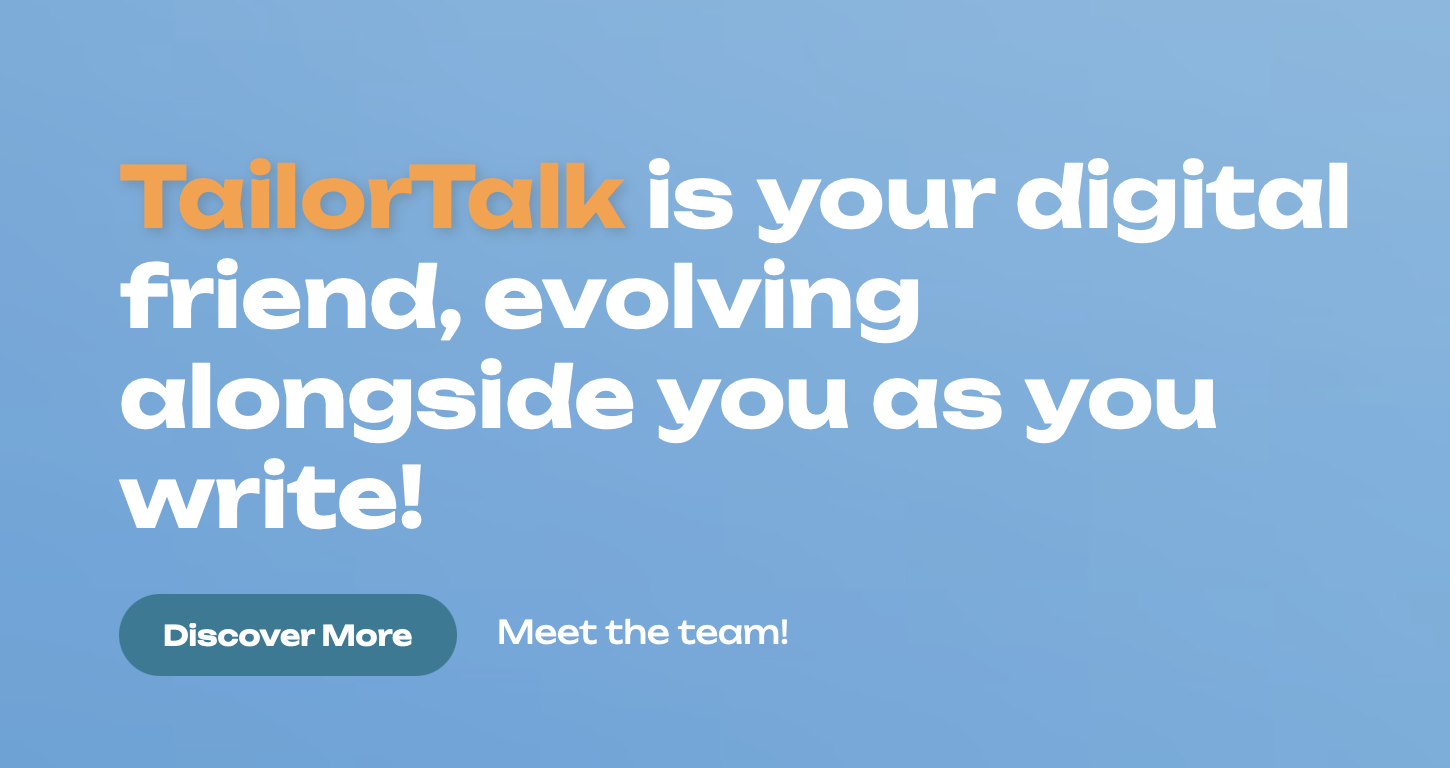 TailorTalk is your digital
friend, evolving
alongside you as you
write!
Discover More
Meet the team!